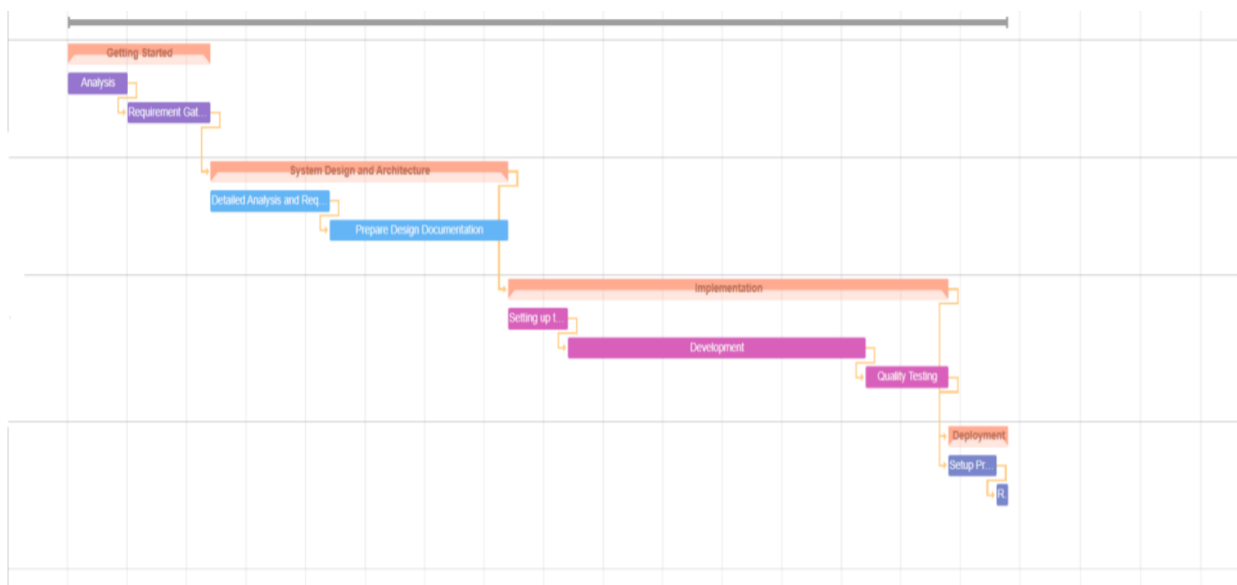 Getting Started
Analysis
Requirement Gat...
System Design and Architecture
Detailed Analysis and Req...
Prepare Design Documentation
Implementation
Setting up t...
Development
Quality Testing
Deployment
Setup Pr...
R.